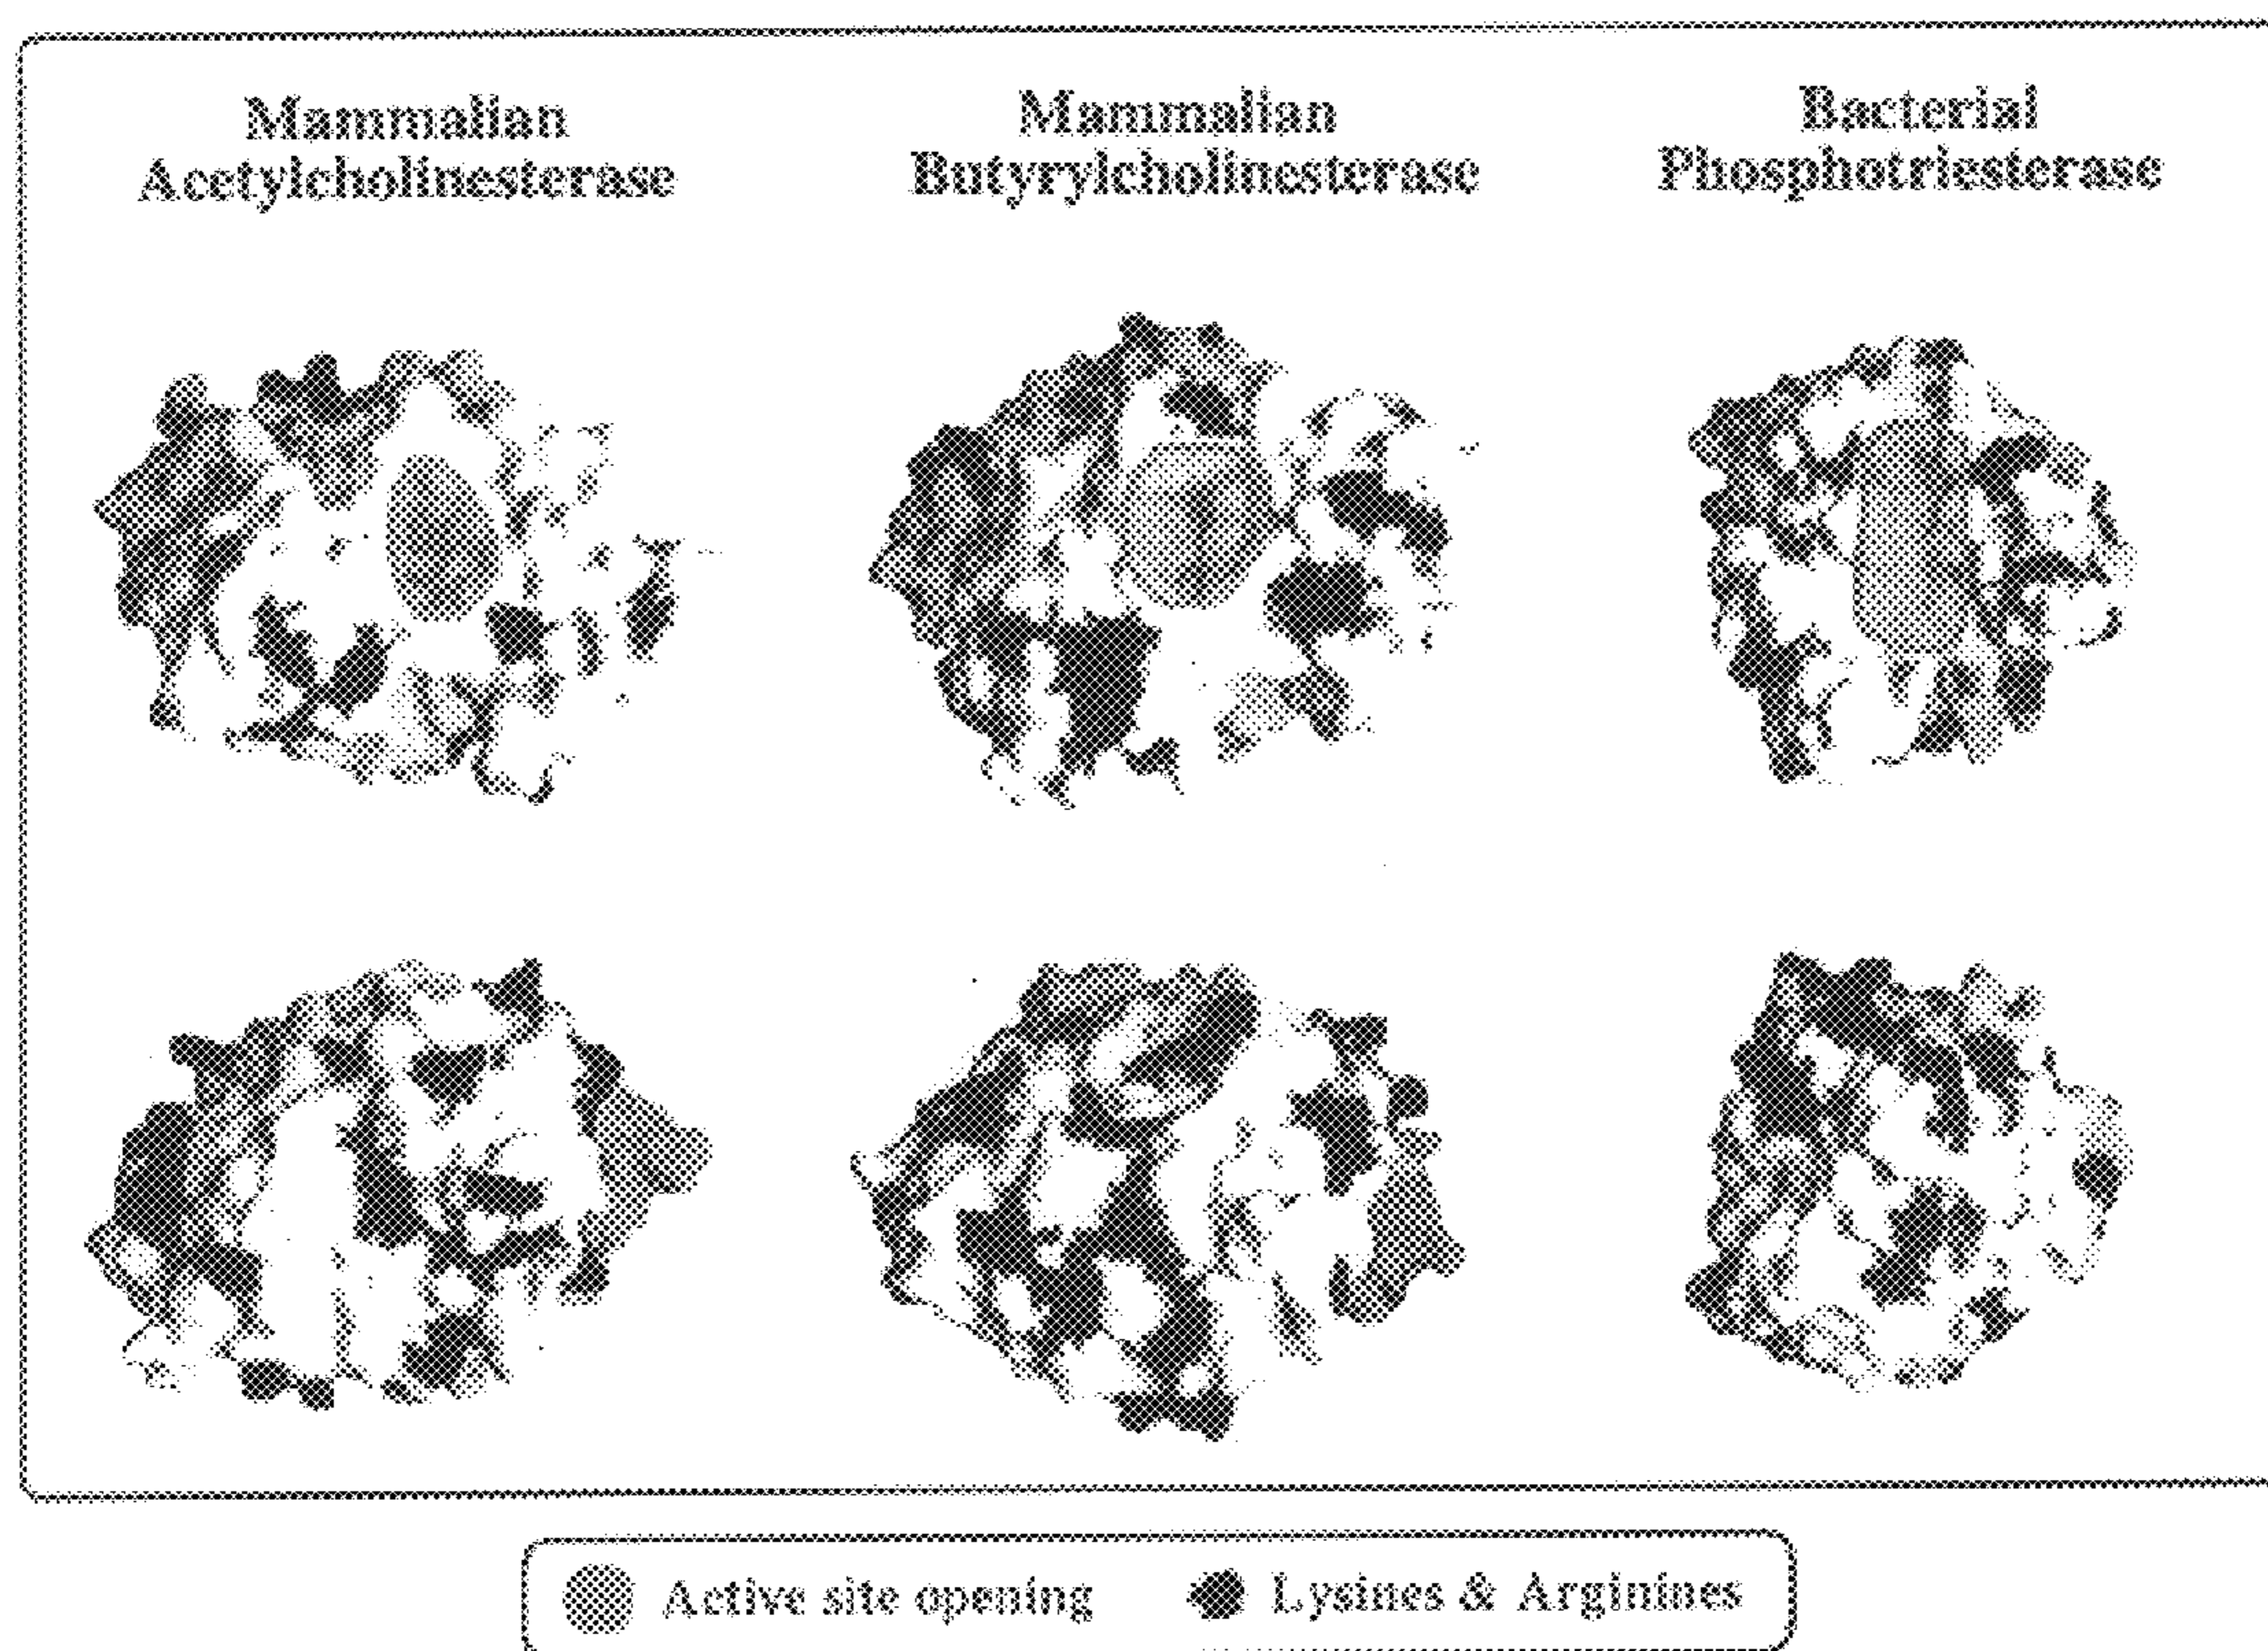 Mammalian
Acetylcholinesterase
Mammalian
Butyrylcholinesterase
Bacterial
Phosphotriesterase
Active site opening
Lysines & Arginines